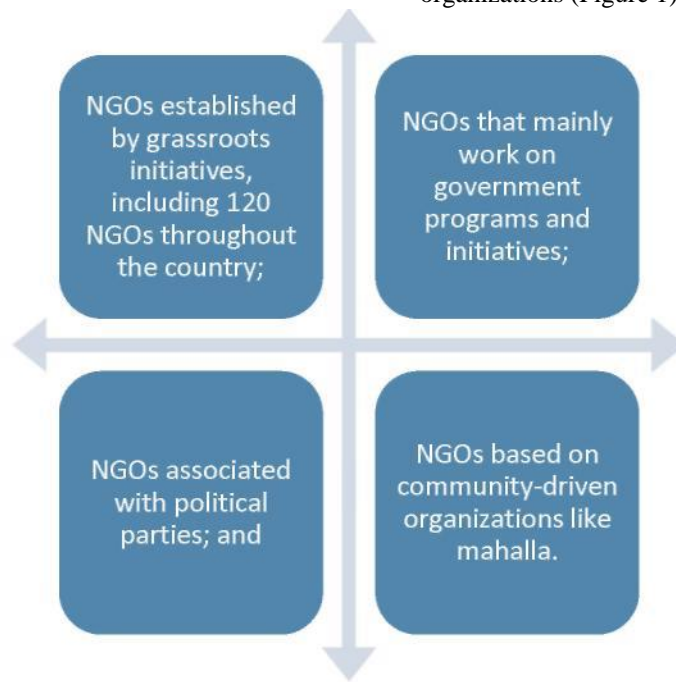 organizations (Figure 1)
NGOs established
by grassroots
initiatives,
including 120
NGOs throughout
the country;
NGOs that mainly
work on
government
programs and
initiatives;
NGOs associated
with political
parties; and
NGOs based on
community-driven
organizations like
mahalla.